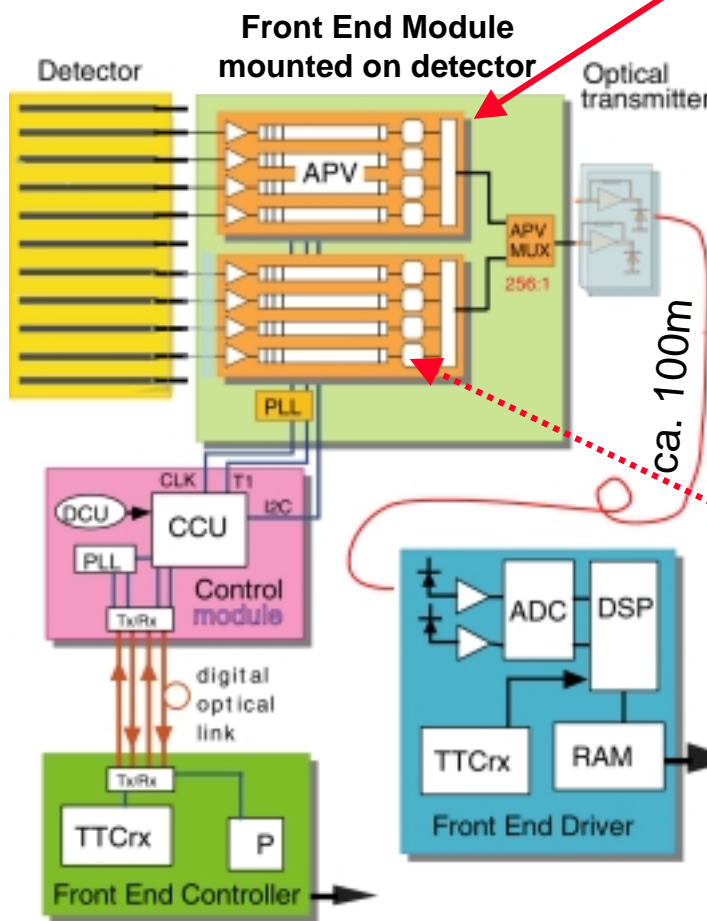 Front End Module
mounted on detector
Detector
Optical
transmitter
APV
APV
MUX
256:1
ca. 100m
PLL
CLK
T1
I2C
DCU
CCU
PLL
Control
module
Tx/Rx
digital
optical
link
Tx/Rx
TTCrx
P
Front End Controller
ADC
DSP
TTCrx
RAM
Front End Driver